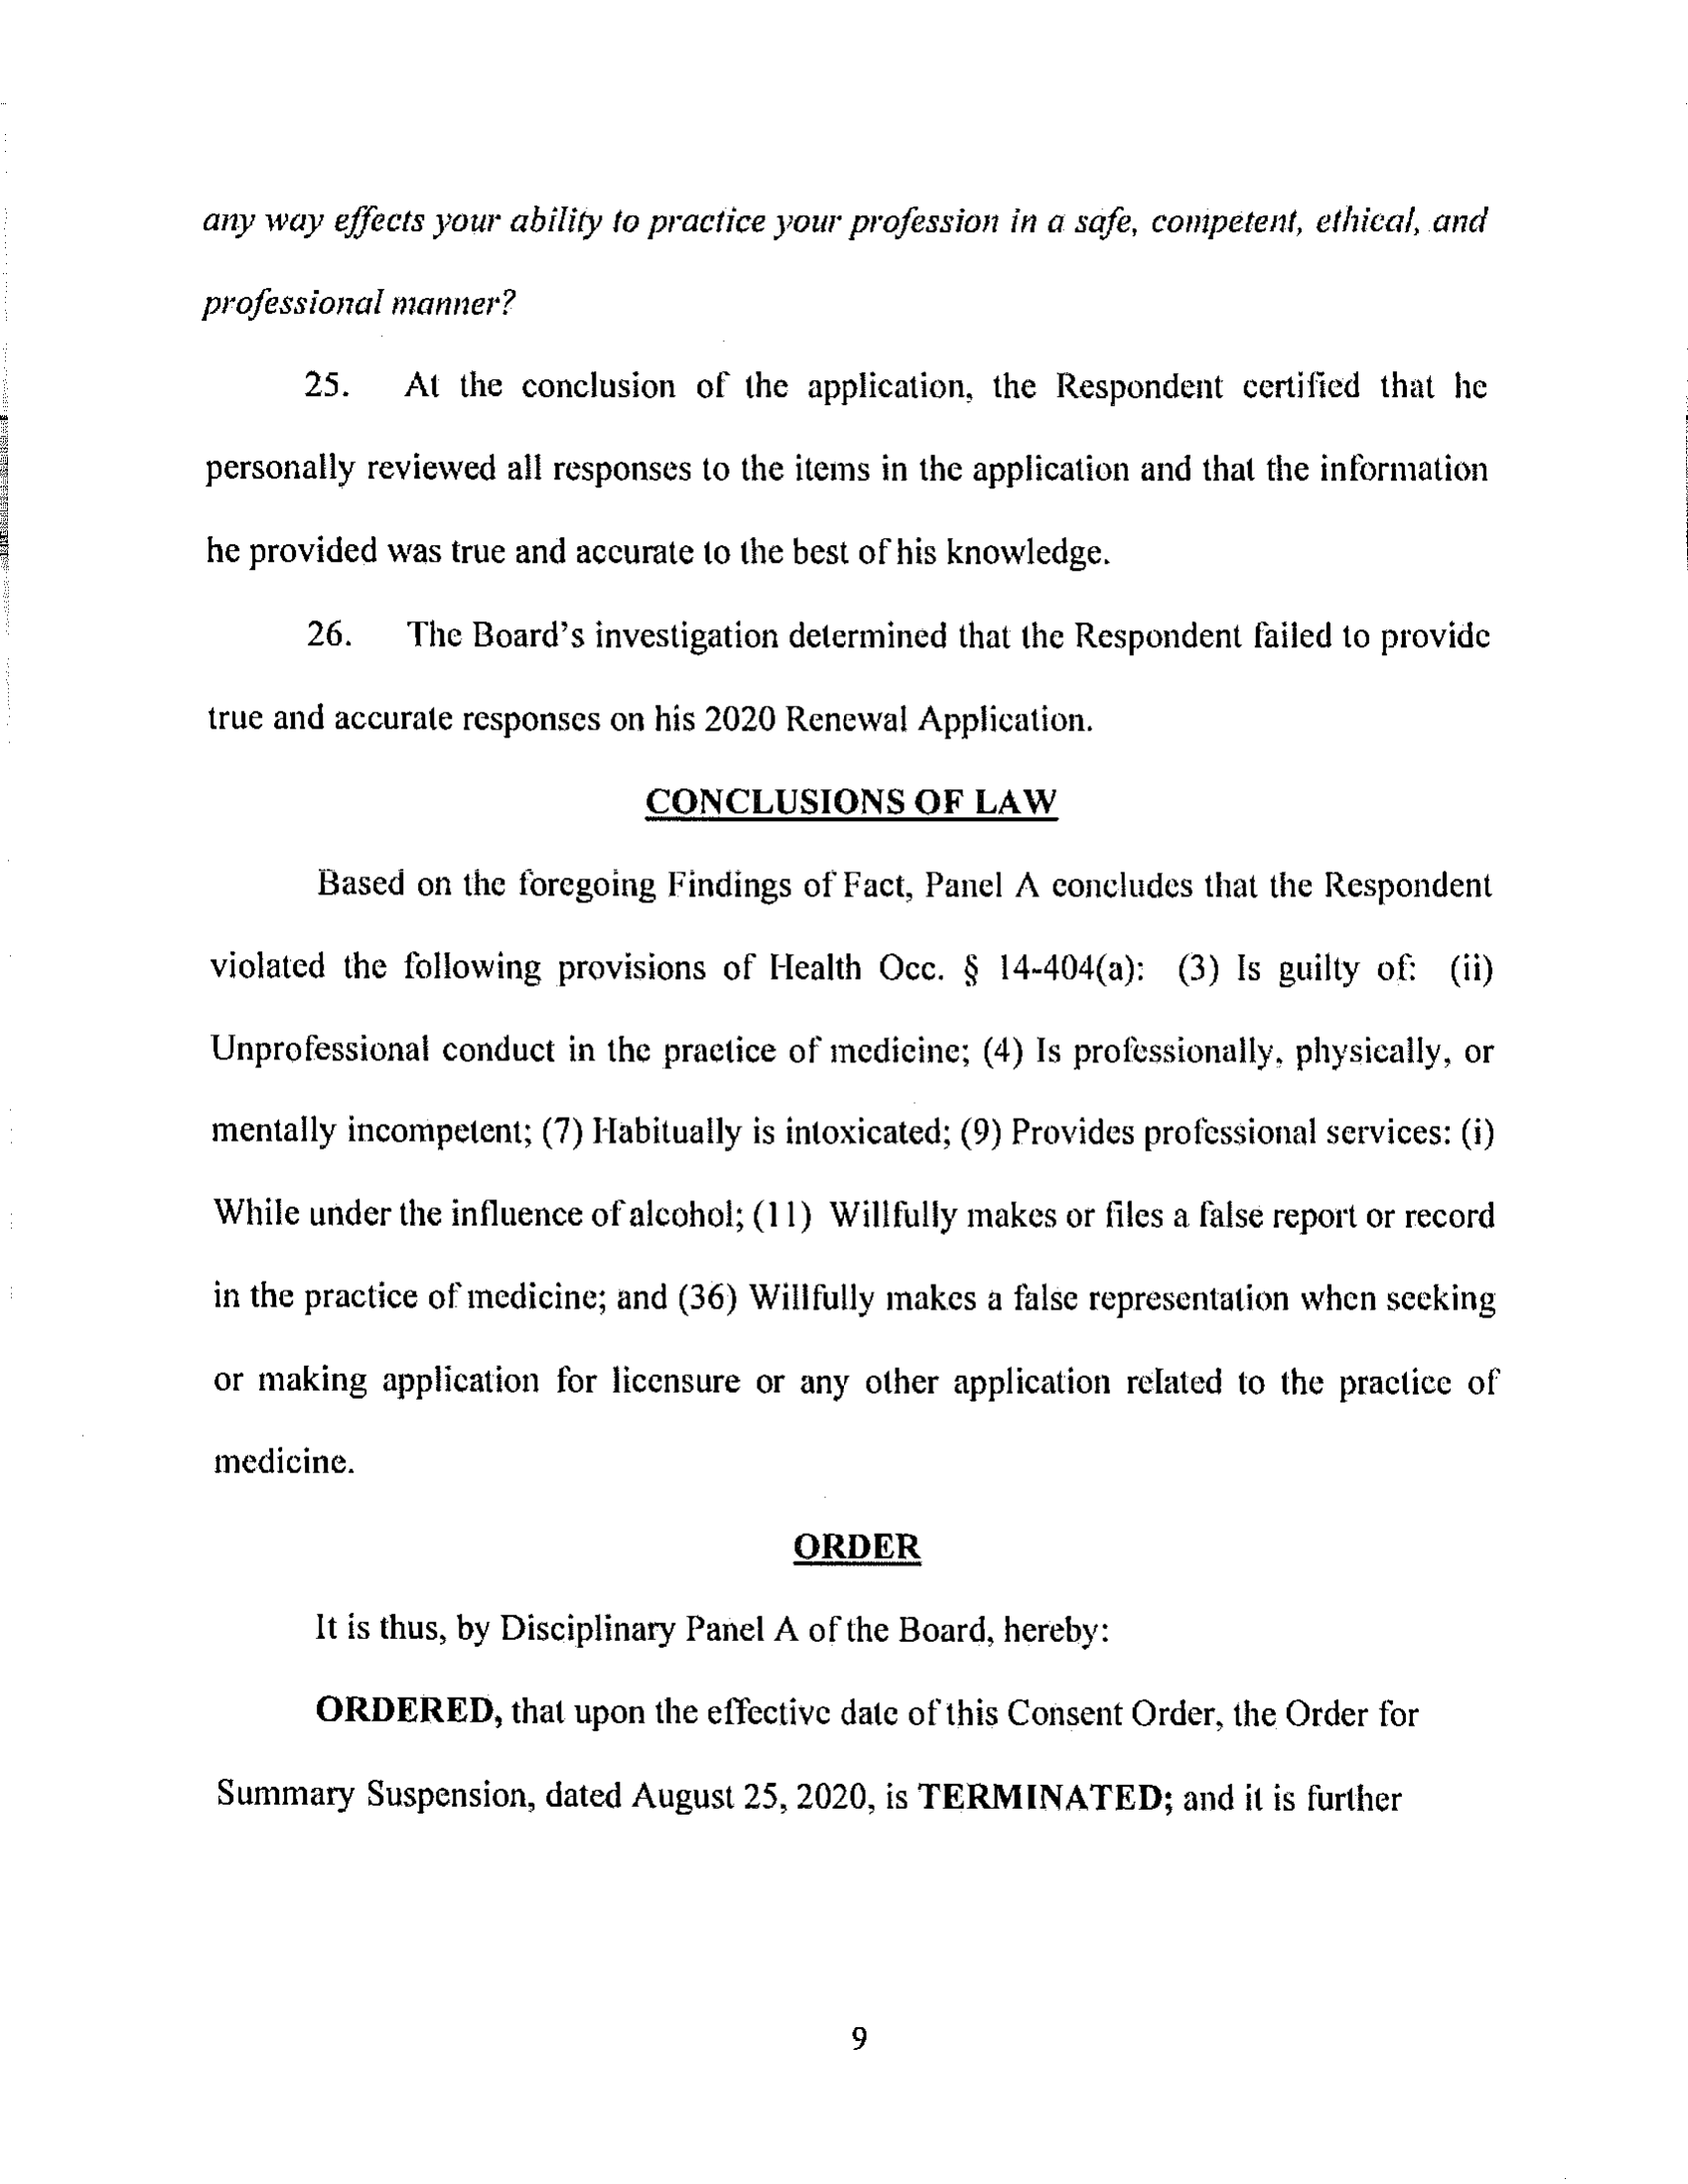 any way effects your ability to practice your profession in a safe, competent, ethical, and
professional manner?
25. At the conclusion of the application, the Respondent certified that he
personally reviewed all responses to the items in the application and that the information
he provided was true and accurate to the best of his knowledge.
26. The Board's investigation determined that the Respondent failed to provide
true and accurate responses on his 2020 Renewal Application.
CONCLUSIONS OF LAW
Based on the foregoing Findings of Fact, Panel A concludes that the Respondent
violated the following provisions of Health Occ. § 14-404(a): (3) Is guilty of: (ii)
Unprofessional conduct in the practice of medicine; (4) Is professionally, physically, or
mentally incompetent; (7) Habitually is intoxicated; (9) Provides professional services: (i)
While under the influence of alcohol; (11) Willfully makes or files a false report or record
in the practice of medicine; and (36) Willfully makes a false representation when seeking
or making application for licensure or any other application related to the practice of
medicine.
ORDER
It is thus, by Disciplinary Panel A of the Board, hereby:
ORDERED, that upon the effective date of this Consent Order, the Order for
Summary Suspension, dated August 25, 2020, is TERMINATED; and it is further
9